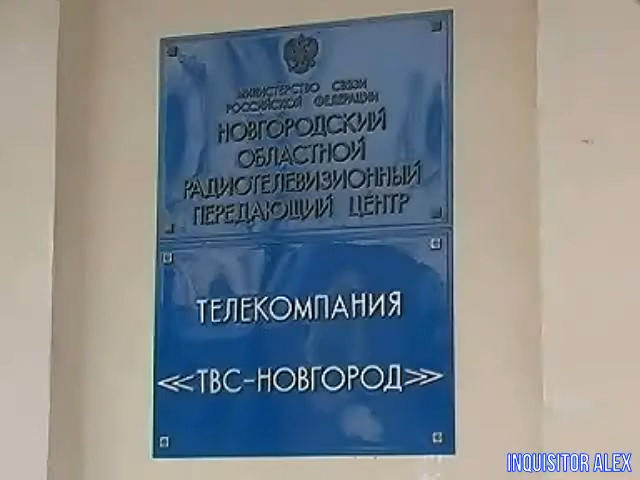 МИНИСТЕРСТВО СВЯЗИ
РОССИЙСКОЙ ФЕДЕРАЦИИ
НОВГОРОДСКИЙ
ОБЛАСТНОЙ
РАДИОТЕЛЕВИЗИОННЫЙ
ПЕРЕДАЮЩИЙ ЦЕНТР
ТЕЛЕКОМПАНИЯ
«ТВС-НОВГОРОД»
INQUISITOR ALEX